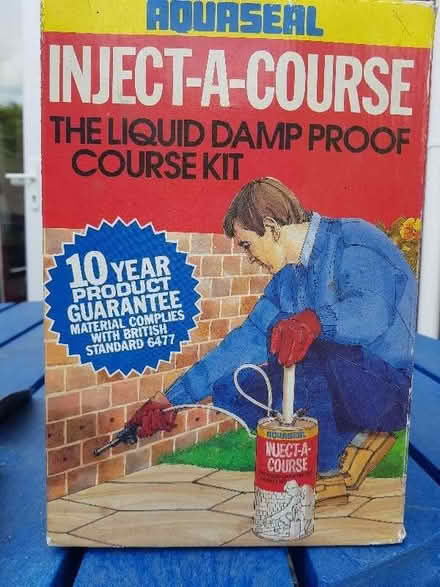 AQUASEAL
INJECT-A-COURSE
THE LIQUID DAMP PROOF
COURSE KIT
10 YEAR
PRODUCT
GUARANTEE
MATERIAL COMPLIES
WITH BRITISH
STANDARD 6477
AQUASEAL
INJECT-A-
COURSE